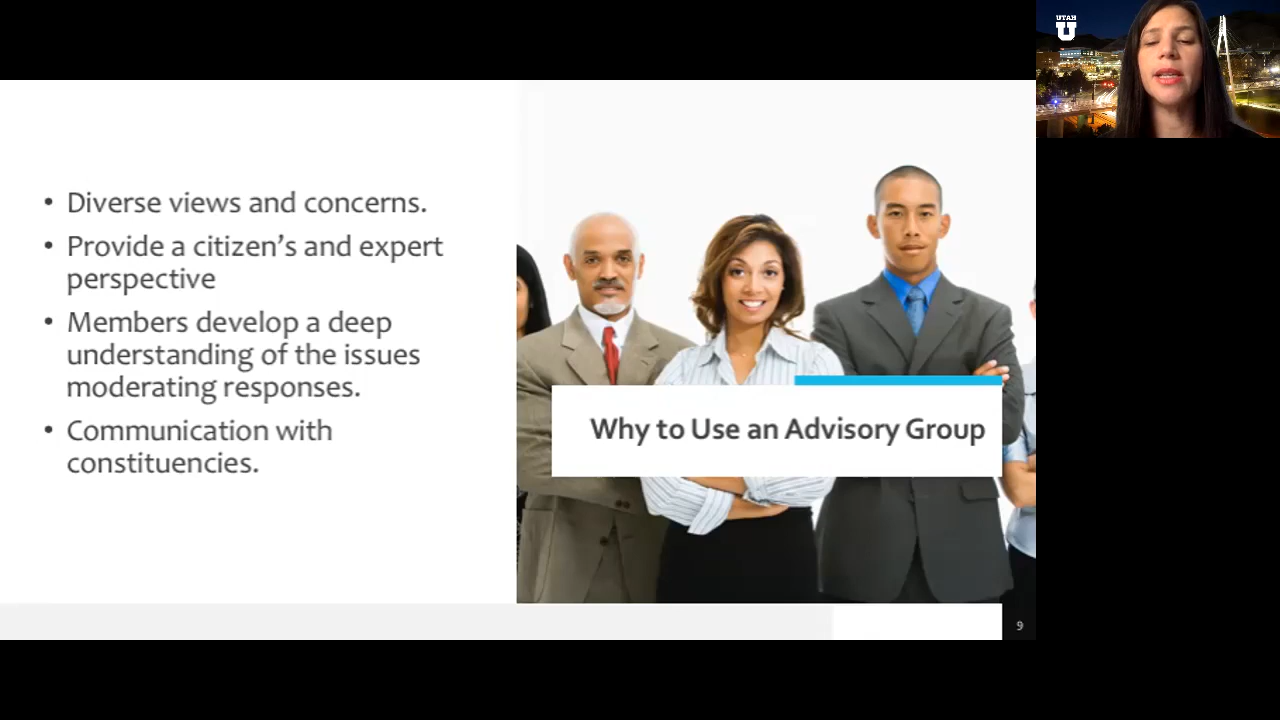 • Diverse views and concerns.
• Provide a citizen’s and expert
perspective
• Members develop a deep
understanding of the issues
moderating responses.
• Communication with
constituencies.
Why to Use an Advisory Group
9
UTAH
U